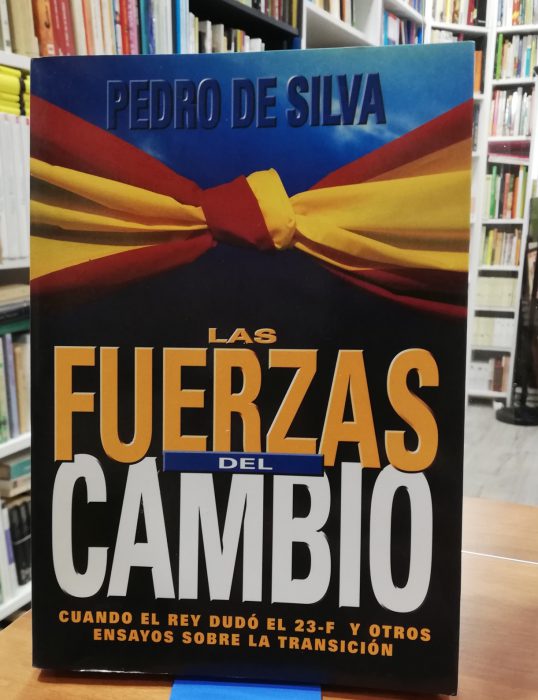 PEDRO DE SILVA
LAS
FUERZAS
DEL
CAMBIO
CUANDO EL REY DUDÓ EL 23-F Y OTROS
ENSAYOS SOBRE LA TRANSICIÓN